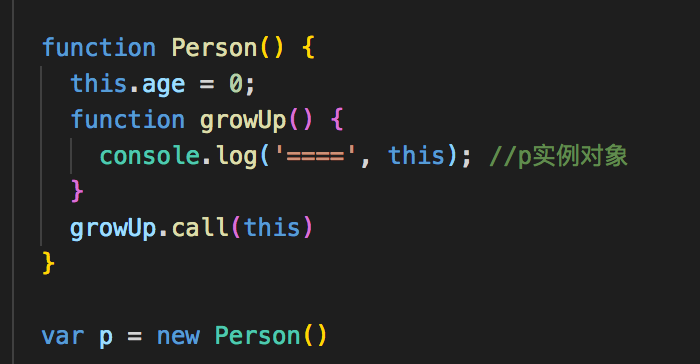 function Person() {
  this.age = 0;
  function growUp() {
    console.log('====', this); //p实例对象
  }
  growUp.call(this)
}
var p = new Person()